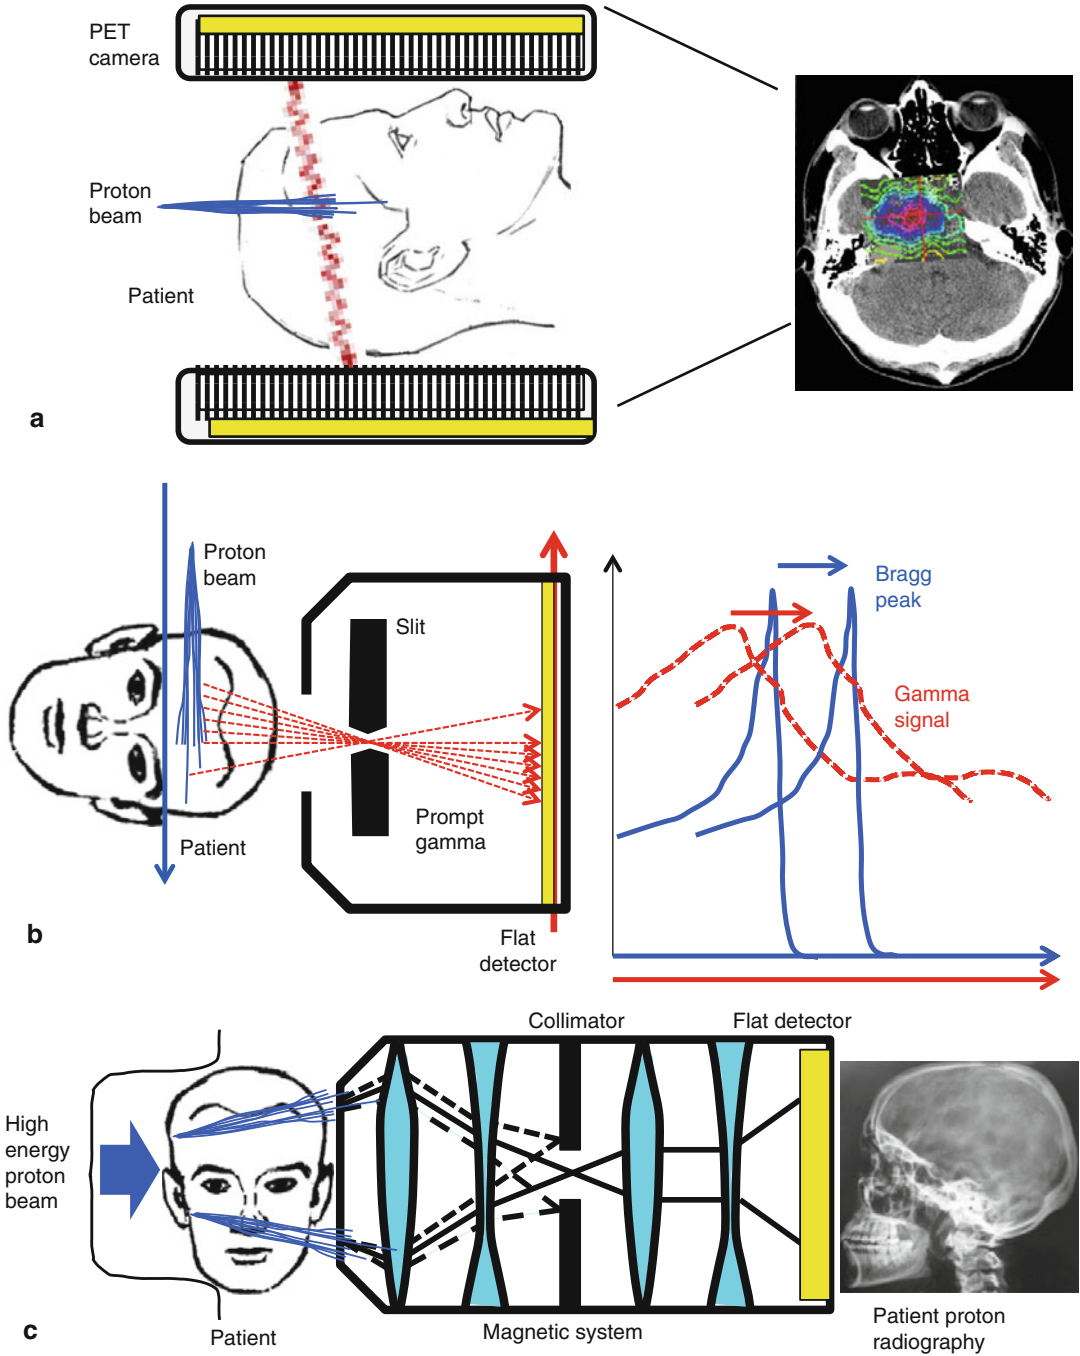 PET
camera
Proton
beam
Patient
a
Proton
beam
Slit
Bragg
peak
Gamma
signal
Prompt
gamma
Patient
b
Flat
detector
Collimator
Flat detector
High
energy
proton
beam
Patient proton
radiography
Magnetic system
Patient
c